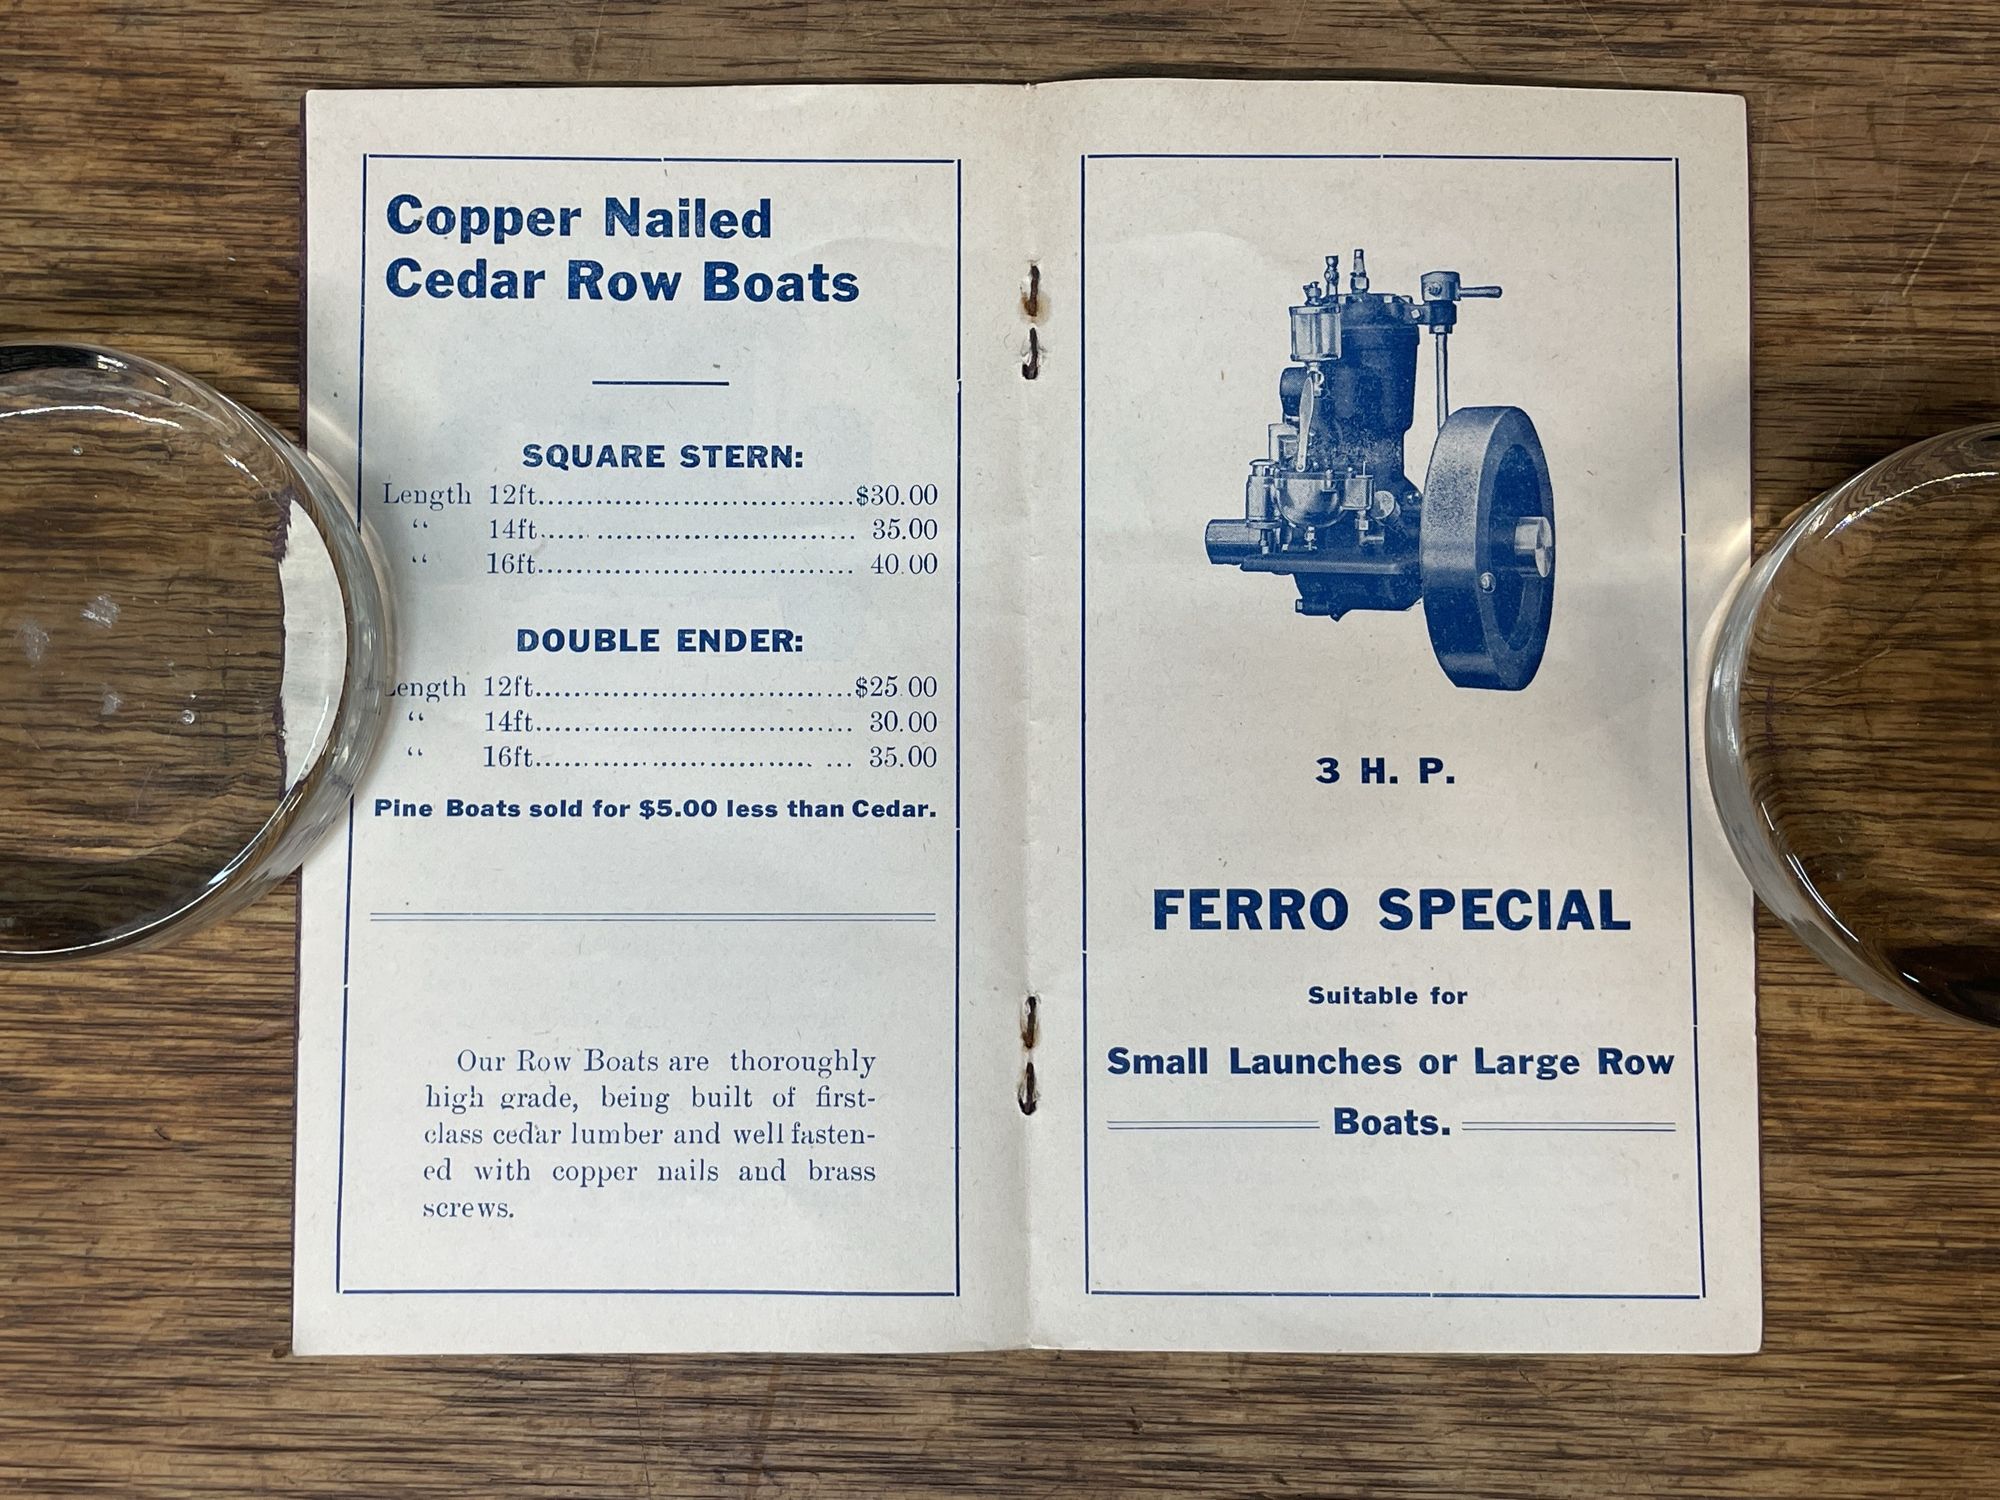 Copper Nailed
Cedar Row Boats
SQUARE STERN:
Length 12ft........................................$30.00
“ 14ft........................................ 35.00
“ 16ft........................................ 40.00
DOUBLE ENDER:
Length 12ft........................................$25.00
“ 14ft........................................ 30.00
“ 16ft.................................. ... 35.00
Pine Boats sold for $5.00 less than Cedar.
Our Row Boats are thoroughly
high grade, being built of first-
class cedar lumber and well fasten-
ed with copper nails and brass
screws.
3 H. P.
FERRO SPECIAL
Suitable for
Small Launches or Large Row
Boats.